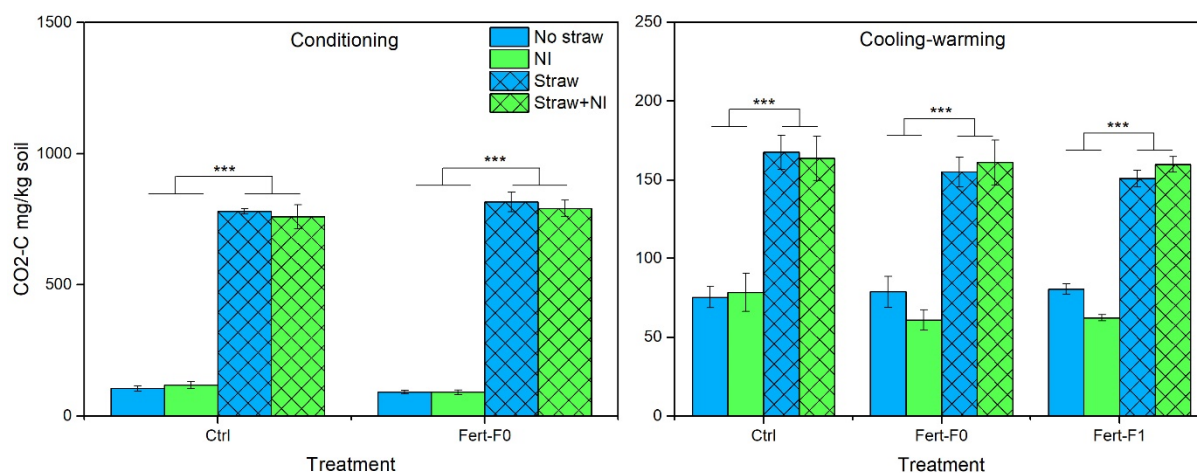 Conditioning
No straw
NI
Straw
Straw+NI
***
***
1500
1000
500
0
CO2-C mg/kg soil
Ctrl
Fert-F0
Treatment
Cooling-warming
***
***
***
250
200
150
100
50
0
Ctrl
Fert-F0
Fert-F1
Treatment